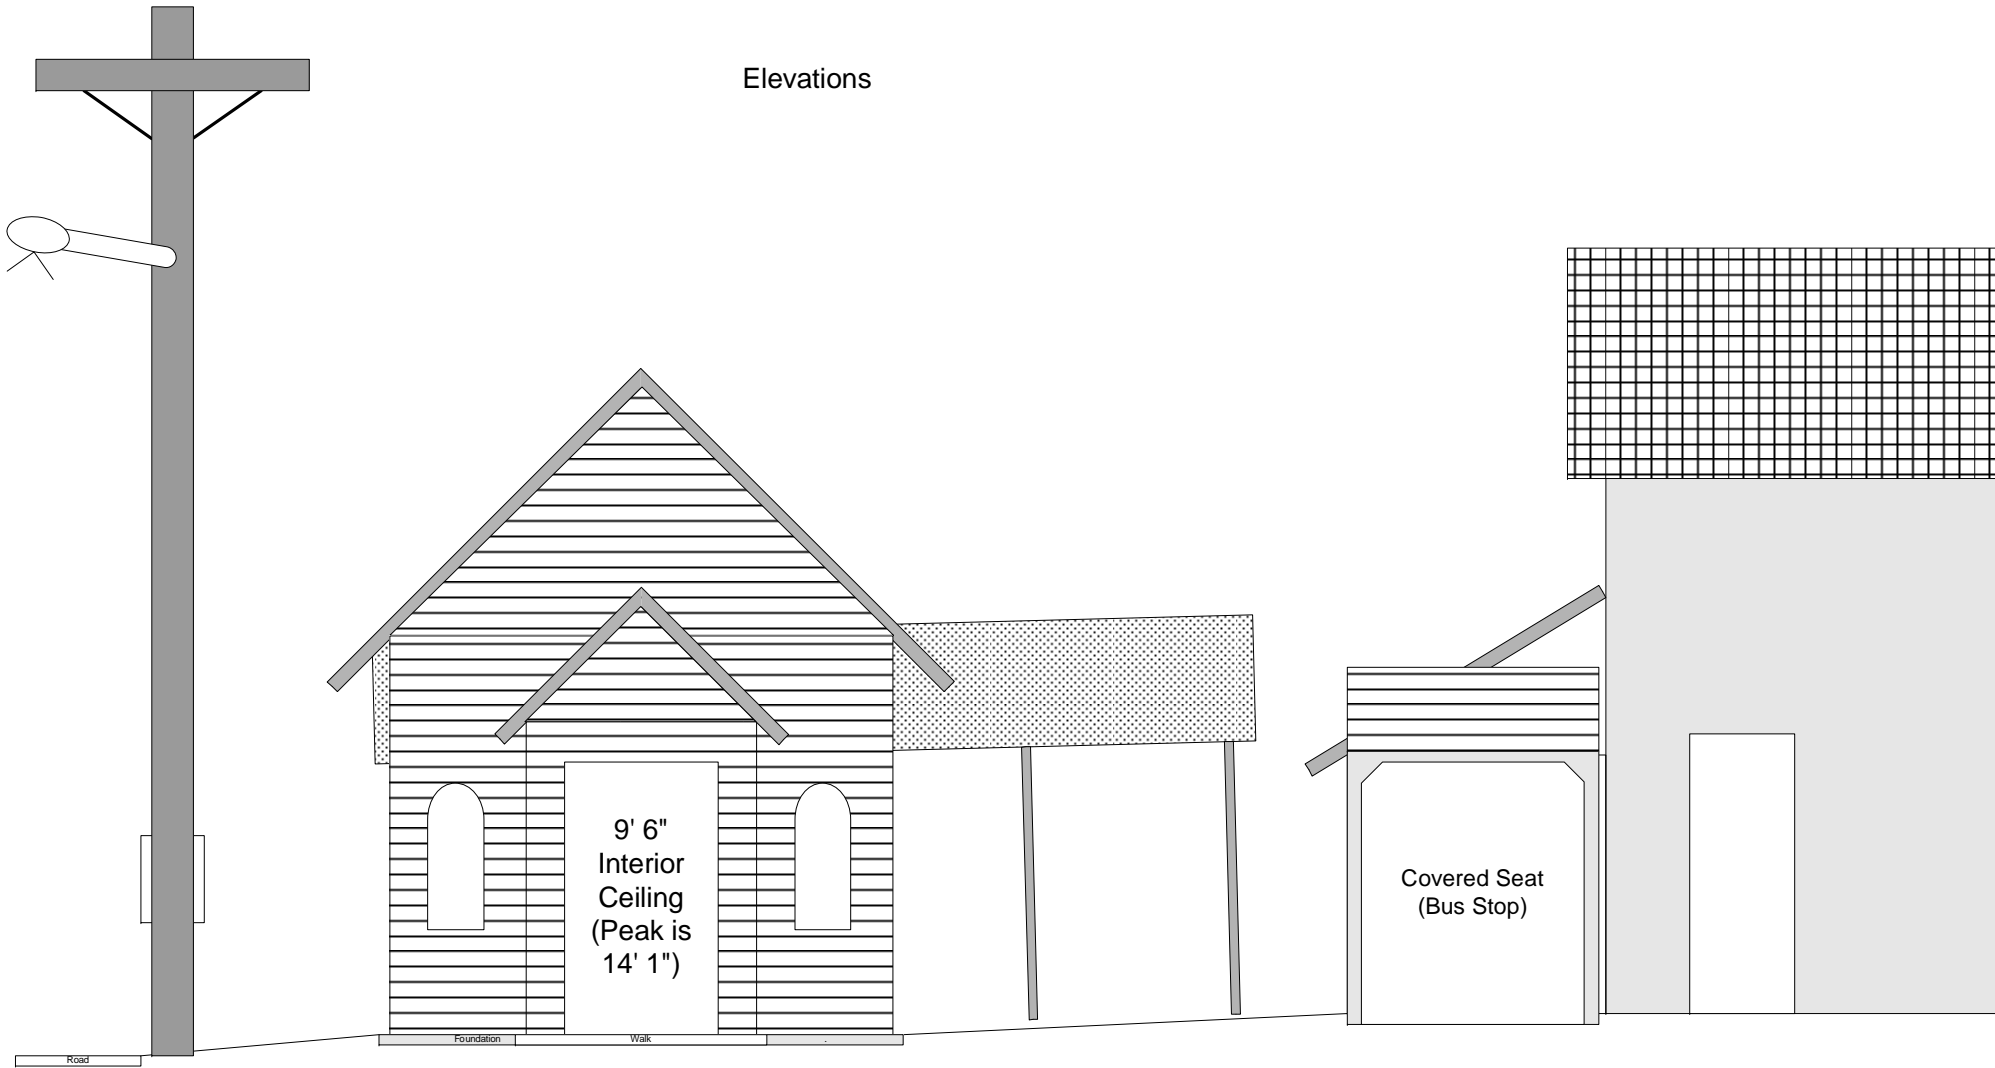 Elevations
9' 6"
Interior
Ceiling
(Peak is
14' 1")
Covered Seat
(Bus Stop)
Foundation
Walk
.
Road